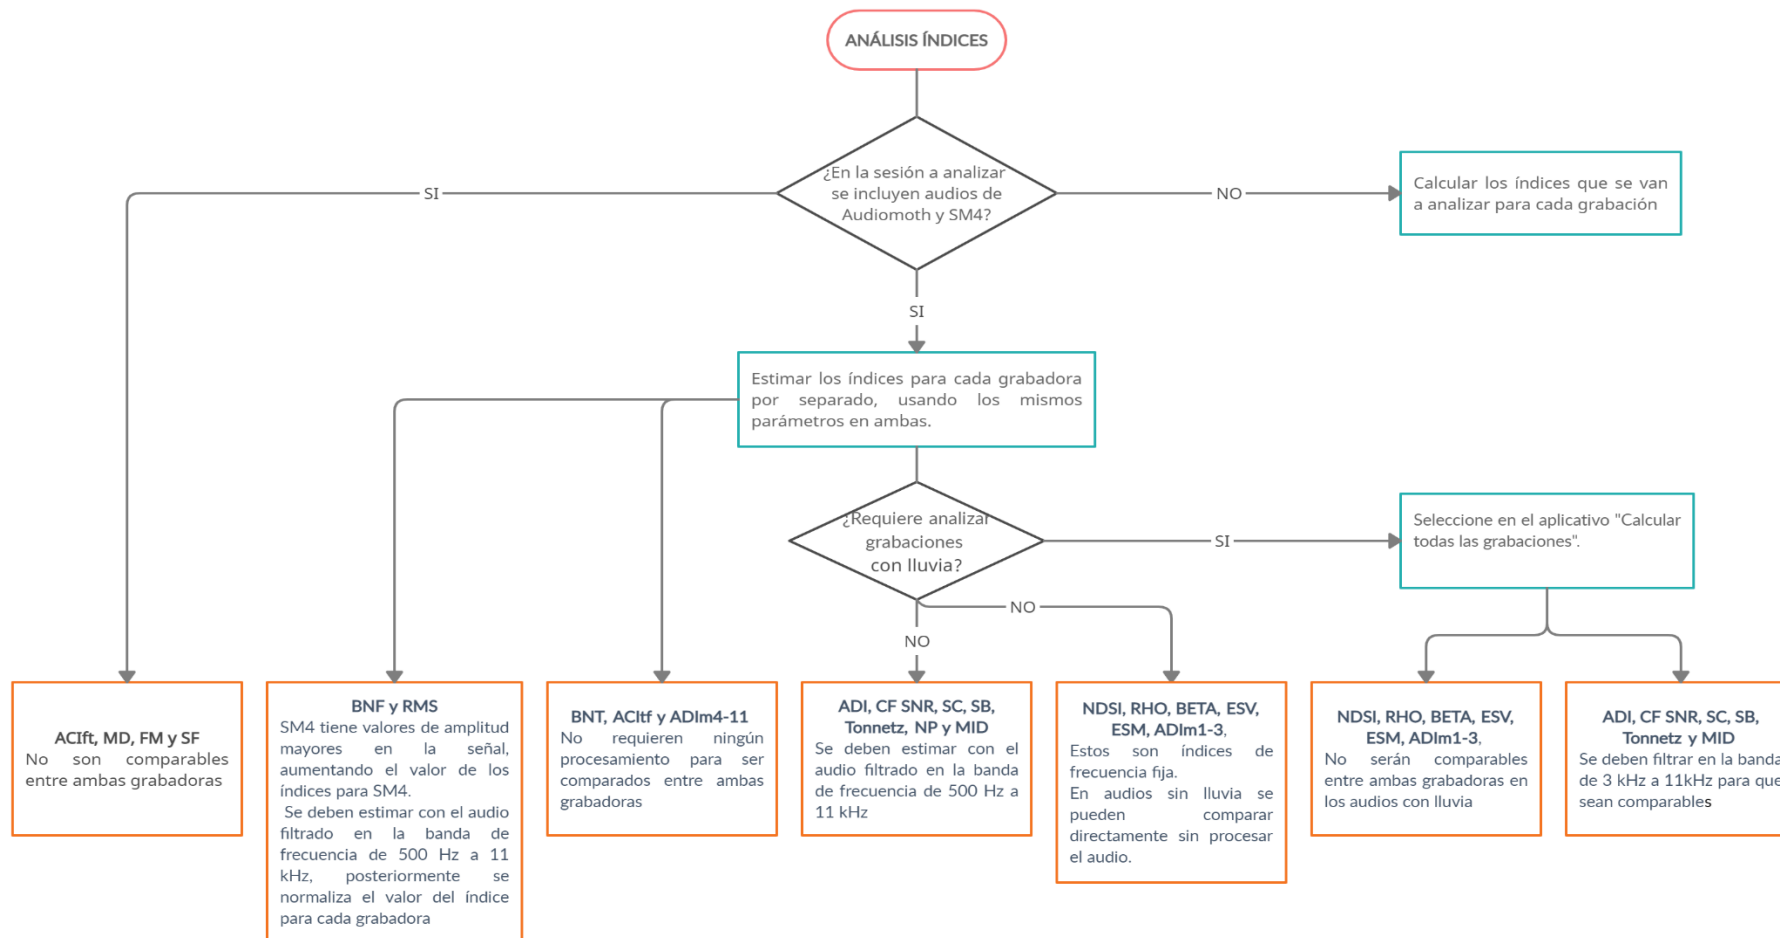 ANÁLISIS ÍNDICES
¿En la sesión a analizar
se incluyen audios de
Audiomoth y SM4?
SI
NO
Calcular los índices que se van
a analizar para cada grabación
SI
Estimar los índices para cada grabadora
por separado, usando los mismos
parámetros en ambas.
¿Requiere analizar
grabaciones
con lluvia?
SI
Seleccione en el aplicativo "Calcular
todas las grabaciones".
NO
NO
ACIft, MD, FM y SF
No son comparables
entre ambas grabadoras
BNF y RMS
SM4 tiene valores de amplitud
mayores en la señal,
aumentando el valor de los
índices para SM4.
Se deben estimar con el audio
filtrado en la banda de
frecuencia de 500 Hz a 11
kHz, posteriormente se
normaliza el valor del índice
para cada grabadora
BNT, ACItf y ADIm4-11
No requieren ningún
procesamiento para ser
comparados entre ambas
grabadoras
ADI, CF SNR, SC, SB,
Tonnetz, NP y MID
Se deben estimar con el
audio filtrado en la banda
de frecuencia de 500 Hz a
11 kHz
NDSI, RHO, BETA, ESV,
ESM, ADIm1-3,
Estos son índices de
frecuencia fija.
En audios sin lluvia se
pueden comparar
directamente sin procesar
el audio.
NDSI, RHO, BETA, ESV,
ESM, ADIm1-3,
No serán comparables
entre ambas grabadoras en
los audios con lluvia
ADI, CF SNR, SC, SB,
Tonnetz y MID
Se deben filtrar en la banda
de 3 kHz a 11kHz para que
sean comparables